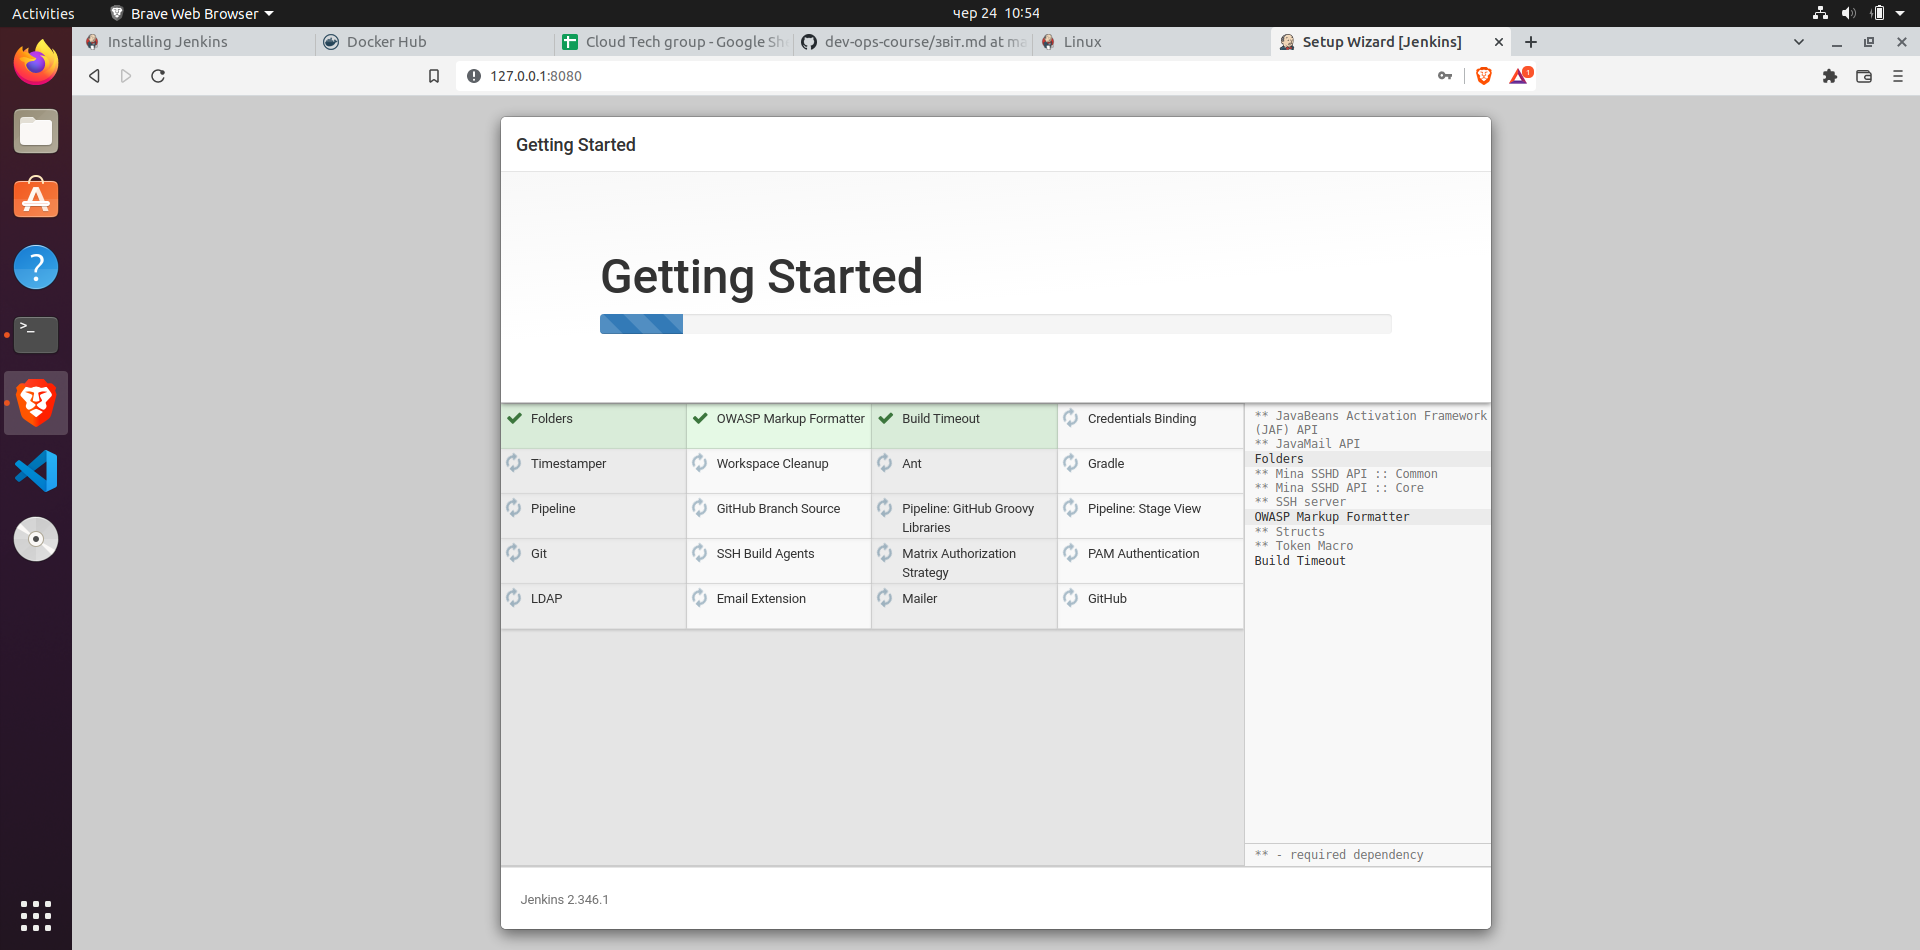 Activities
Brave Web Browser
чер 24 10:54
Installing Jenkins
Docker Hub
Cloud Tech group - Google She
dev-ops-course/звіт.md at ma
Linux
Setup Wizard [Jenkins]
127.0.0.1:8080
1
Getting Started
Getting Started
Folders
OWASP Markup Formatter
Build Timeout
Credentials Binding
Timestamper
Workspace Cleanup
Ant
Gradle
Pipeline
GitHub Branch Source
Pipeline: GitHub Groovy
Libraries
Pipeline: Stage View
Git
SSH Build Agents
Matrix Authorization
Strategy
PAM Authentication
LDAP
Email Extension
Mailer
GitHub
** JavaBeans Activation Framework
(JAF) API
** JavaMail API
Folders
** Mina SSHD API :: Common
** Mina SSHD API :: Core
** SSH server
OWASP Markup Formatter
** Structs
** Token Macro
Build Timeout
** - required dependency
Jenkins 2.346.1